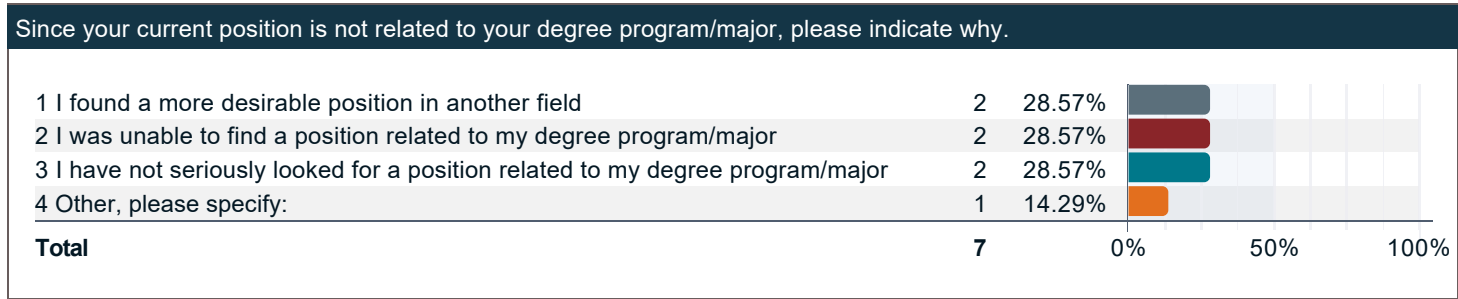 Since your current position is not related to your degree program/major, please indicate why.
1 I found a more desirable position in another field 2 28.57%
2 I was unable to find a position related to my degree program/major 2 28.57%
3 I have not seriously looked for a position related to my degree program/major 2 28.57%
4 Other, please specify: 1 14.29%
Total 7 0% 50% 100%